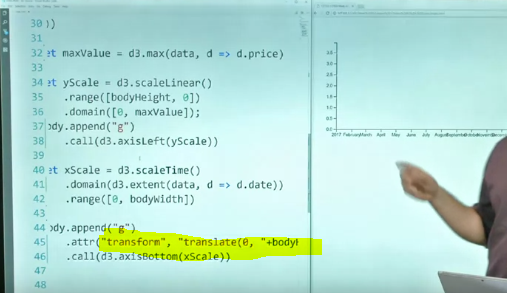 30 ))
31
32 et maxValue = d3.max(data, d => d.price)
33
34 et yScale = d3.scaleLinear()
35 .range([bodyHeight, 0])
36 .domain([0, maxValue]);
37 ody.append("g")
38 .call(d3.axisLeft(yScale))
39
40 et xScale = d3.scaleTime()
41 .domain(d3.extent(data, d => d.date))
42 .range([0, bodyWidth])
43
44 ody.append("g")
45 .attr("transform", "translate(0, "+bodyH
46 .call(d3.axisBottom(xScale))
47
48
3.5
3.0
2.5
2.0
1.5
1.0
0.5
0.0
2017 February March April May June July August September October November